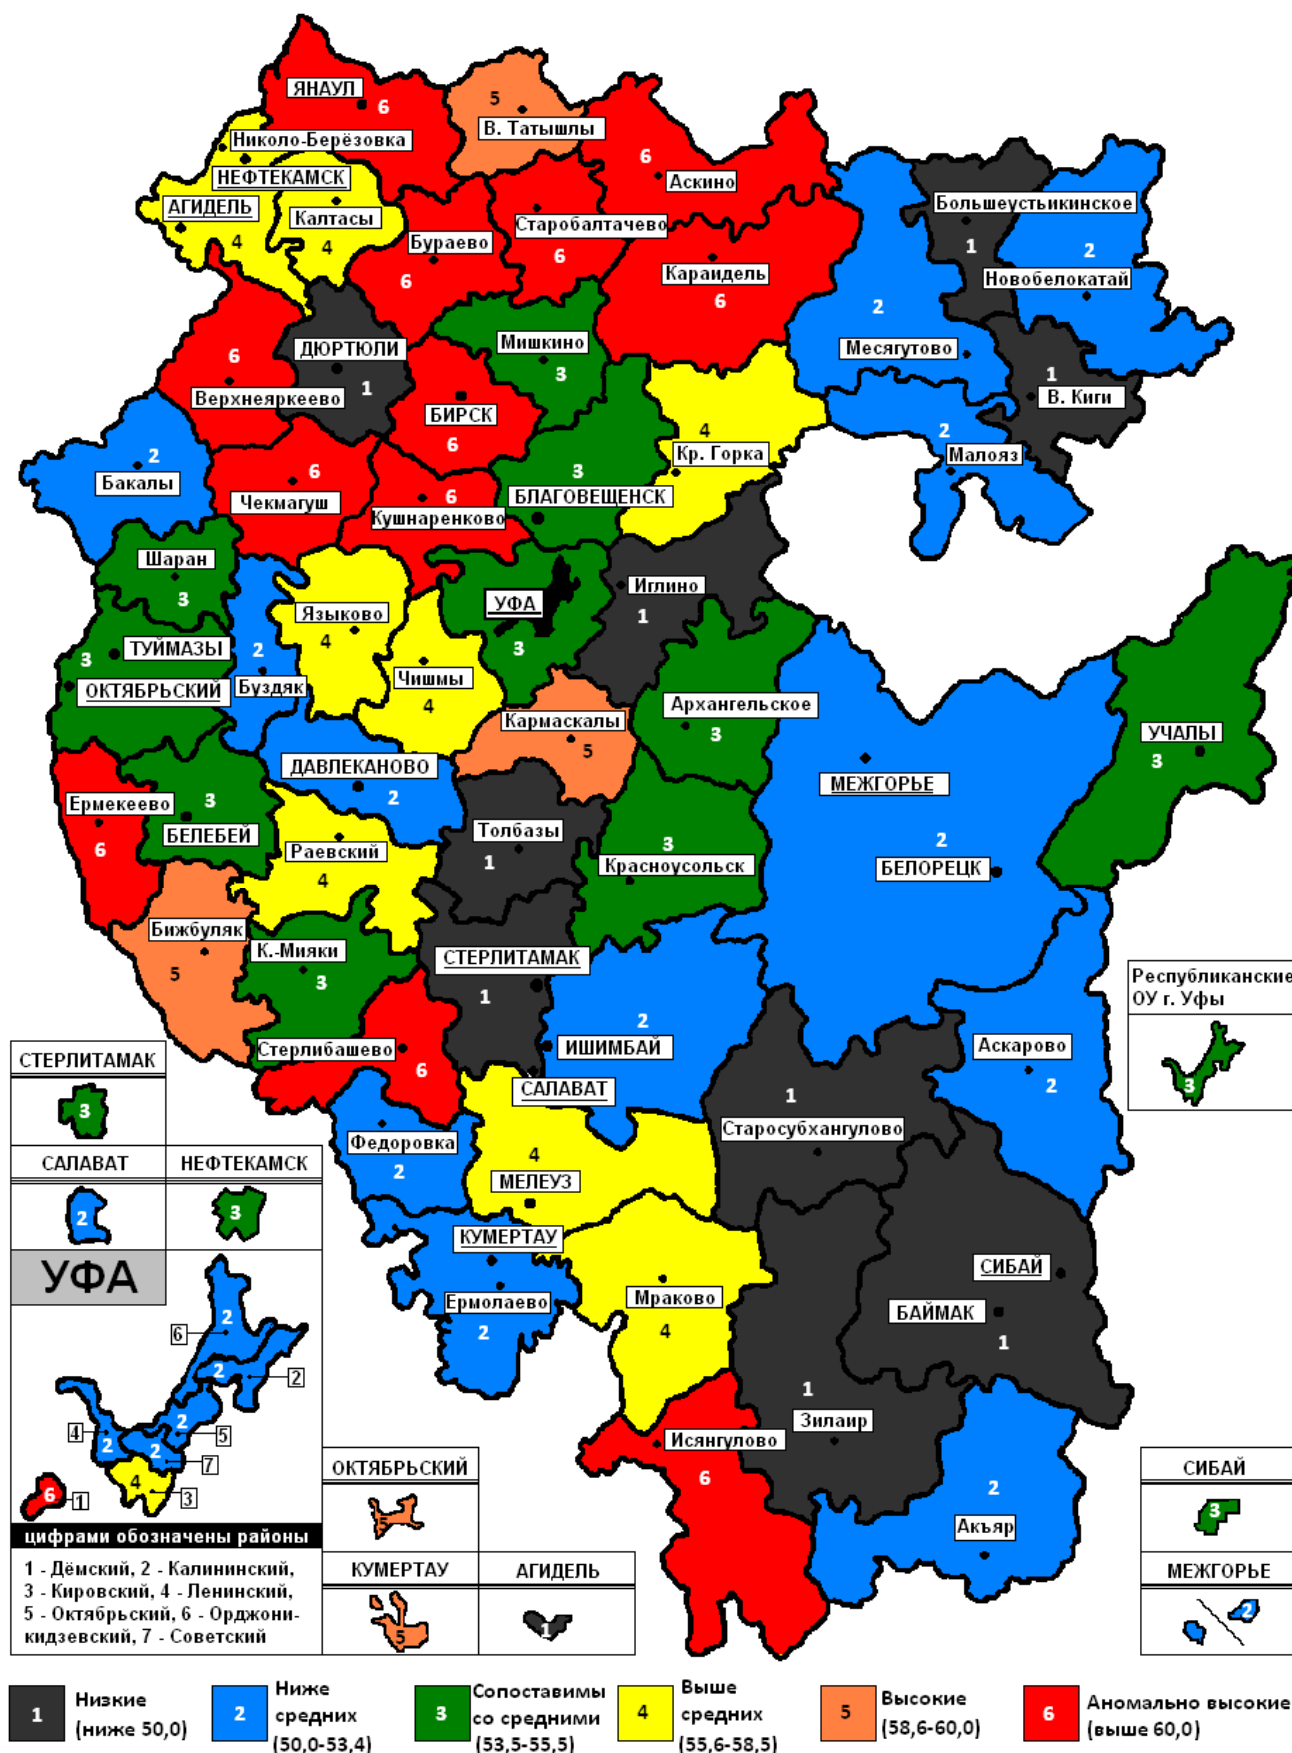 ЯНАУЛ
6
5
В. Татышлы
Николо-Берёзовка
НЕФТЕКАМСК
6
Аскино
АГИДЕЛЬ
4
Калтасы
4
Бураево
6
Старобалтачево
6
Караидель
6
Большеустьикинское
1
2
Новобелокатай
2
Месягутово
6
Верхнеяркеево
ДЮРТЮЛИ
1
Мишкино
3
БИРСК
6
1
В. Киги
2
Малояз
4
Кр. Горка
2
Бакалы
6
Чекмагуш
6
Кушнаренково
3
БЛАГОВЕЩЕНСК
Шаран
3
Языково
4
УФА
3
Иглино
1
3
ТУЙМАЗЫ
ОКТЯБРЬСКИЙ
2
Буздяк
Чишмы
4
Кармаскалы
5
Архангельское
3
УЧАЛЫ
3
ДАВЛЕКАНОВО
2
МЕЖГОРЬЕ
2
БЕЛОРЕЦК
Ермекеево
6
3
БЕЛЕБЕЙ
Раевский
4
Толбазы
1
3
Красноусольск
Бижбуляк
5
К.-Мияки
3
СТЕРЛИТАМАК
1
2
ИШИМБАЙ
САЛАВАТ
Стерлибашево
6
Аскарово
2
Республиканские
ОУ г. Уфы
3
1
Старосубхангулово
Федоровка
2
4
МЕЛЕУЗ
КУМЕРТАУ
Ермолаево
2
Мраково
4
СИБАЙ
БАЙМАК
1
1
Зилаир
Исянгулово
6
2
Акъяр
СТЕРЛИТАМАК
3
САЛАВАТ
2
НЕФТЕКАМСК
3
УФА
2
6
2
2
4
2
2
5
2
7
4
3
6
1
цифрами обозначены районы
1 - Дёмский, 2 - Калининский,
3 - Кировский, 4 - Ленинский,
5 - Октябрьский, 6 - Орджони-
кидзевский, 7 - Советский
ОКТЯБРЬСКИЙ
5
КУМЕРТАУ
5
АГИДЕЛЬ
1
СИБАЙ
3
МЕЖГОРЬЕ
2
1
Низкие
(ниже 50,0)
2
Ниже
средних
(50,0-53,4)
3
Сопоставимы
со средними
(53,5-55,5)
4
Выше
средних
(55,6-58,5)
5
Высокие
(58,6-60,0)
6
Аномально высокие
(выше 60,0)